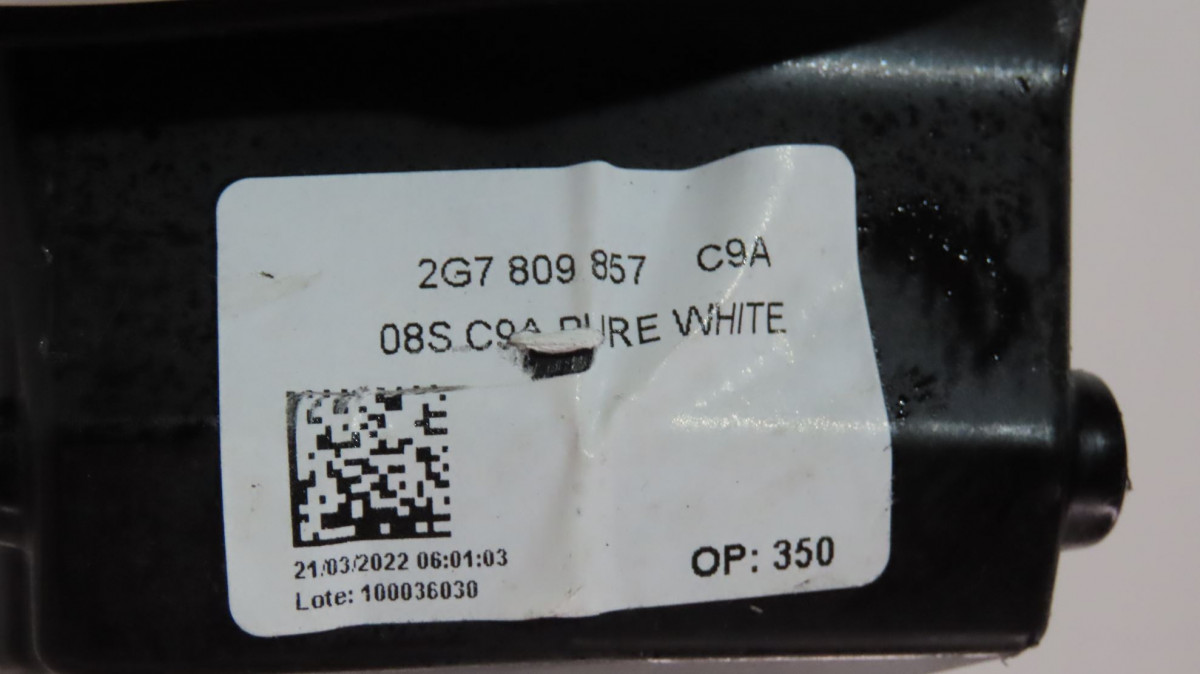 2G7 809 857 C9A
08S C9A PURE WHITE
21/03/2022 06:01:03
Lote: 100036030
OP: 350